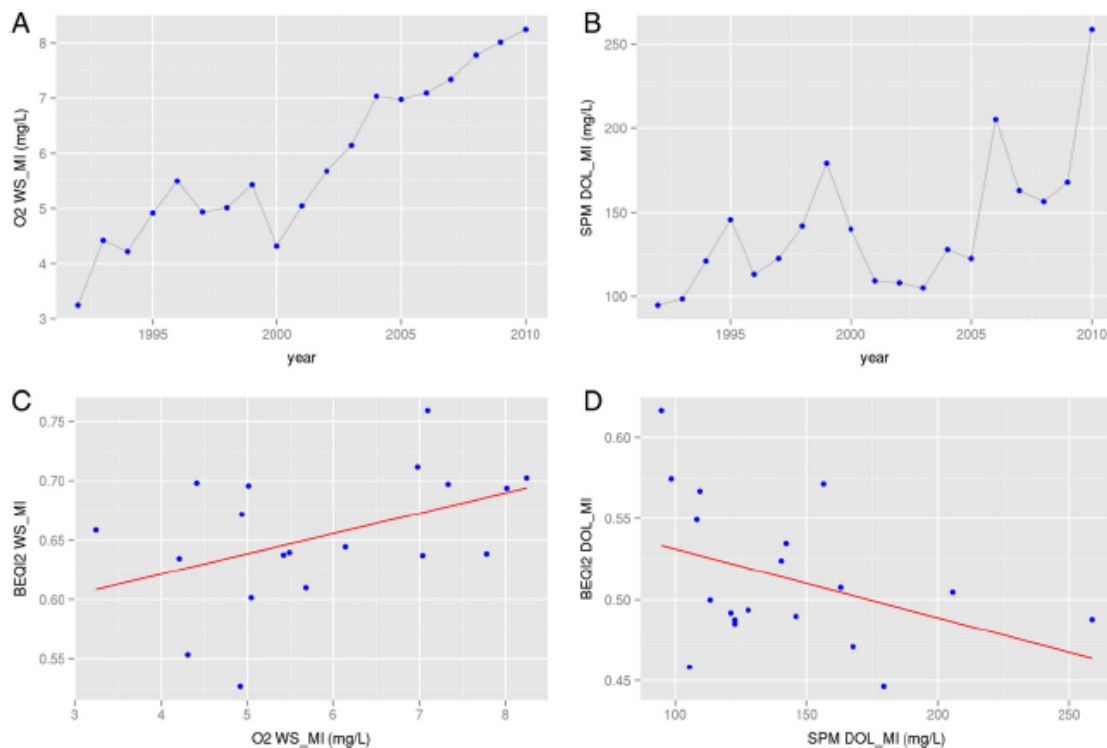 A
O2 WS_MI (mg/L)
8
7
6
5
4
3
1995 2000 2005 2010
year
B
SPM DOL_MI (mg/L)
250
200
150
100
1995 2000 2005 2010
year
C
BEQI2 WS_MI
0.75
0.70
0.65
0.60
0.55
3 4 5 6 7 8
O2 WS_MI (mg/L)
D
BEQI2 DOL_MI
0.60
0.55
0.50
0.45
100 150 200 250
SPM DOL_MI (mg/L)